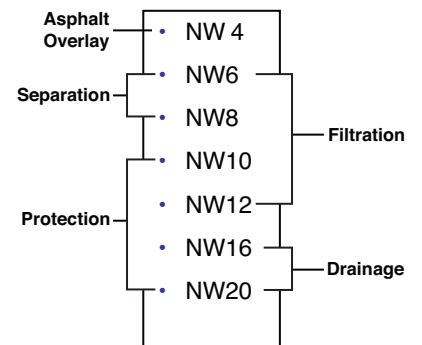 Asphalt
Overlay
• NW 4
• NW6
Separation
• NW8
Filtration
• NW10
Protection
• NW12
• NW16
Drainage
• NW20